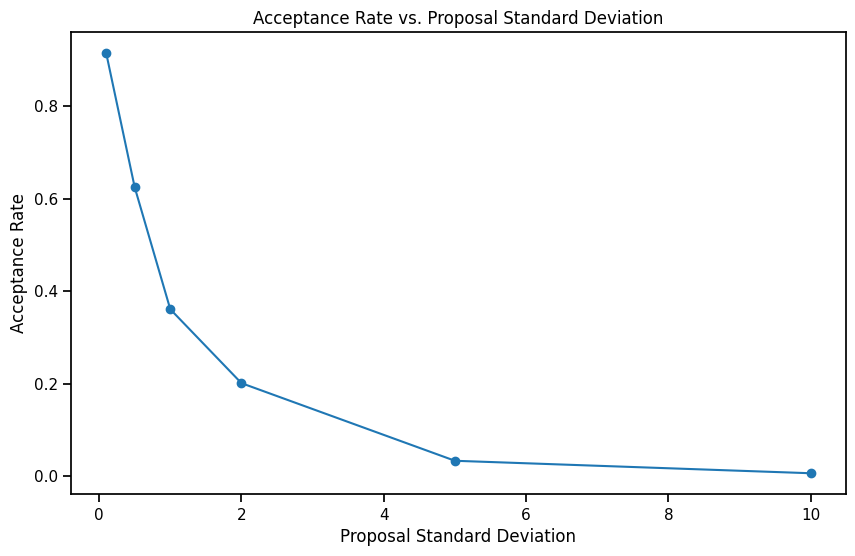 Acceptance Rate vs. Proposal Standard Deviation
Acceptance Rate
0.8
0.6
0.4
0.2
0.0
0 2 4 6 8 10
Proposal Standard Deviation